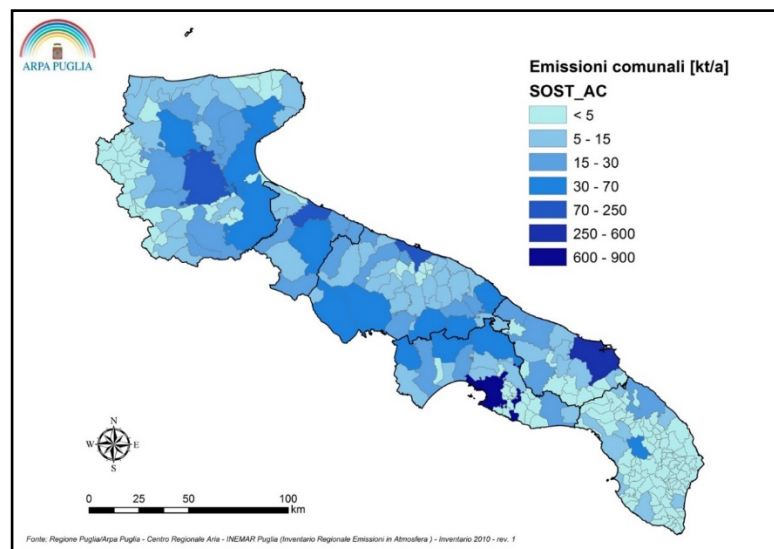 ARPA PUGLIA
Emissioni comunali [kt/a]
SOST_AC
< 5
5 - 15
15 - 30
30 - 70
70 - 250
250 - 600
600 - 900
N
W E
S
0 25 50 100
km
Fonte: Regione Puglia/Arpa Puglia - Centro Regionale Aria - INEMAR Puglia (Inventario Regionale Emissioni in Atmosfera ) - Inventario 2010 - rev. 1